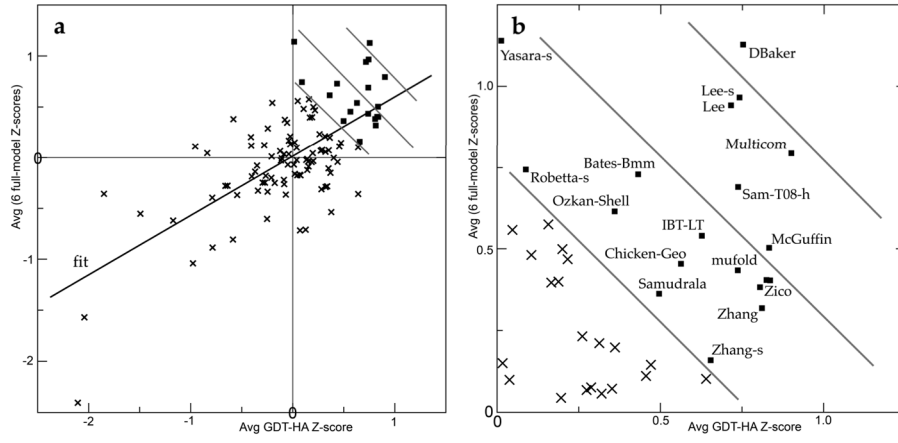 a
Avg (6 full-model Z-scores)
1
0
-1
-2
fit
-2
-1
0
1
Avg GDT-HA Z-score
b
Avg (6 full-model Z-scores)
1.0
0.5
0
Yasara-s
DBaker
Lee-s
Lee
Multicom
Bates-Bmm
Robetta-s
Sam-T08-h
Ozkan-Shell
IBT-LT
McGuffin
Chicken-Geo
mufold
Samudrala
Zico
Zhang
Zhang-s
0
0.5
1.0
Avg GDT-HA Z-score